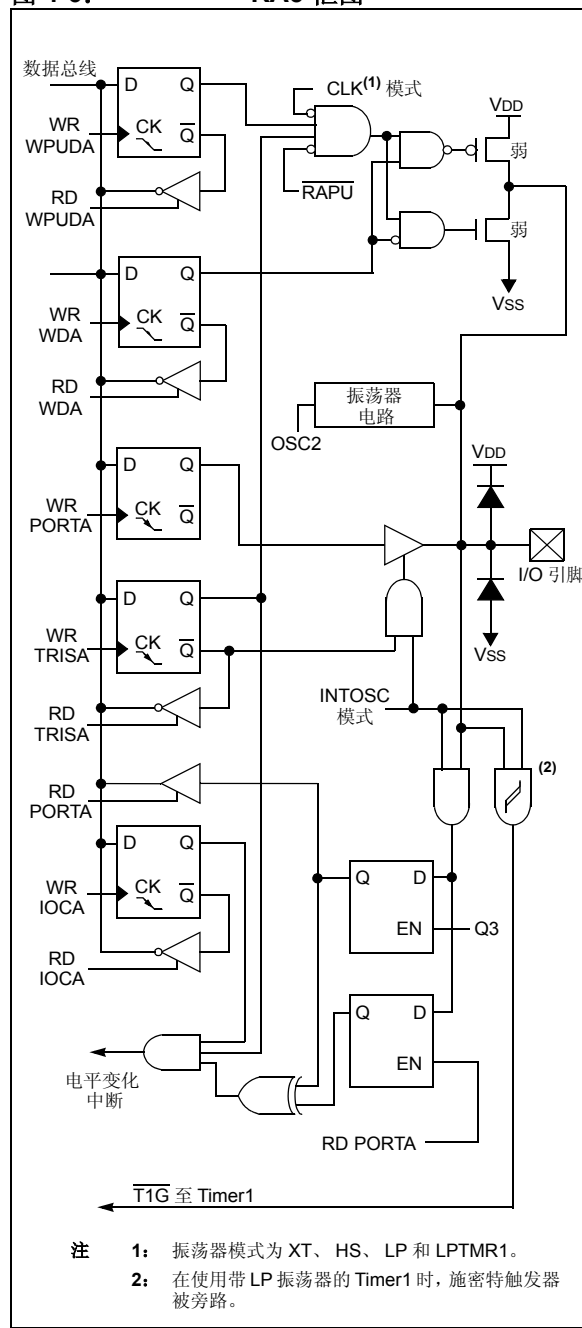 数据总线
D Q
WR
WPUDA
CK Q
RD
WPUDA
CLK(1) 模式
RAPU
VDD
弱
弱
VSS
D Q
WR
WDA
CK Q
RD
WDA
振荡器
电路
OSC2
D Q
WR
PORTA
CK Q
VDD
I/O 引脚
VSS
D Q
WR
TRISA
CK Q
RD
TRISA
INTOSC
模式
(2)
RD
PORTA
D Q
WR
IOCA
CK Q
RD
IOCA
Q D
EN
Q3
Q D
EN
RD PORTA
电平变化
中断
T1G 至 Timer1
注 1: 振荡器模式为 XT、 HS、 LP 和 LPTMR1。
2: 在使用带 LP 振荡器的 Timer1 时，施密特触发器
被旁路。